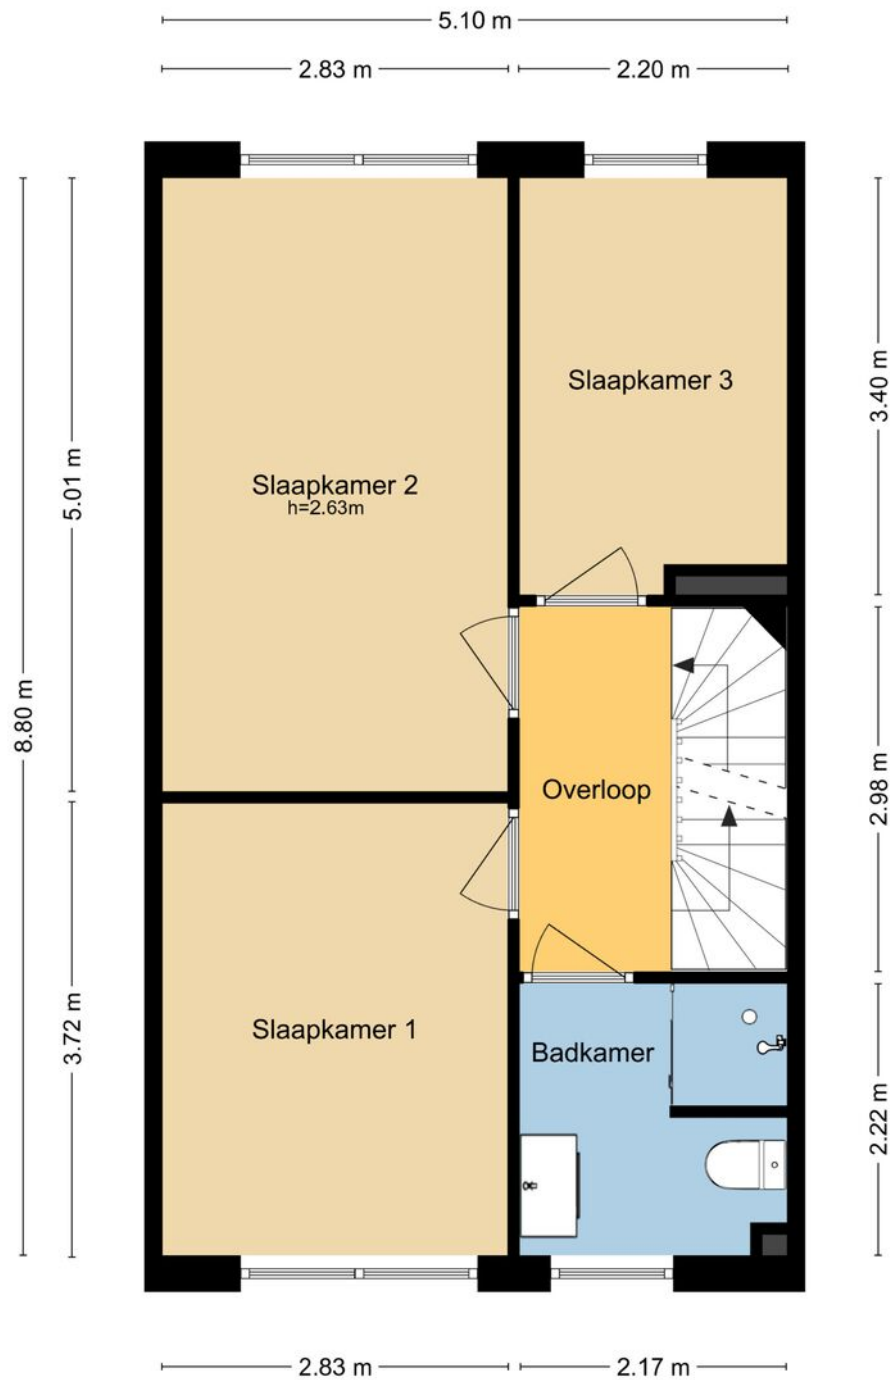 5.10 m
2.83 m
2.20 m
Slaapkamer 3
3.40 m
5.01 m
Slaapkamer 2
h=2.63m
8.80 m
Overloop
2.98 m
Slaapkamer 1
3.72 m
Badkamer
2.22 m
2.83 m
2.17 m